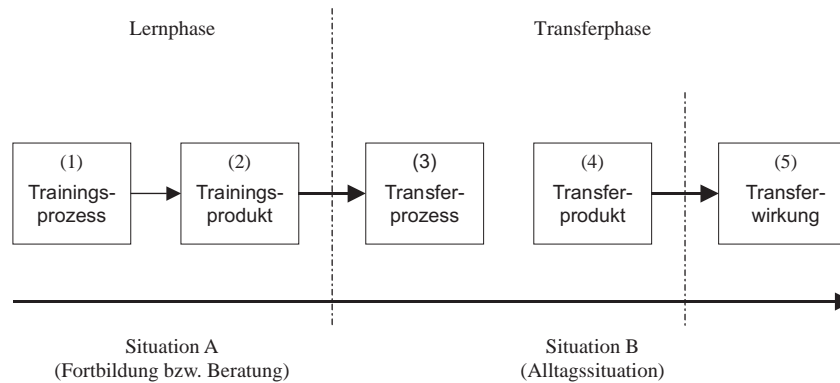 Lernphase
Transferphase
(1)
Trainings-
prozess
(2)
Trainings-
produkt
(3)
Transfer-
prozess
(4)
Transfer-
produkt
(5)
Transfer-
wirkung
Situation A
(Fortbildung bzw. Beratung)
Situation B
(Alltagssituation)